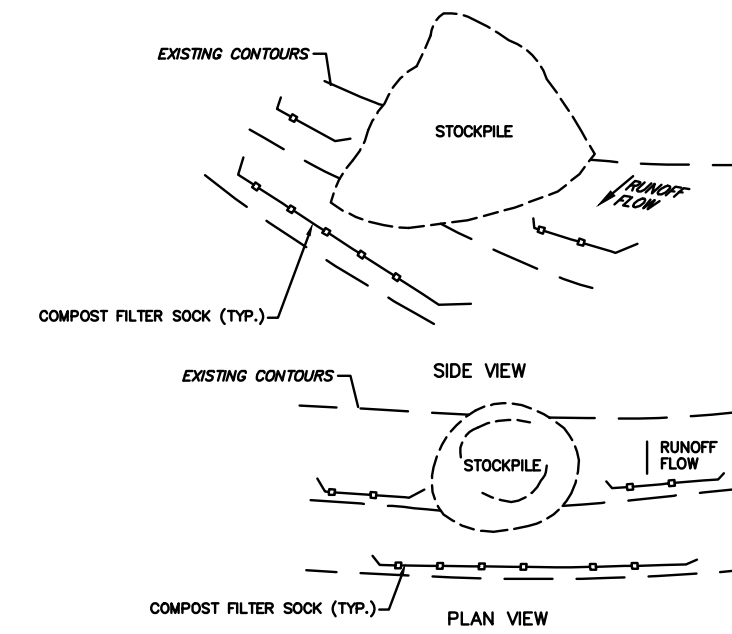 EXISTING CONTOURS
STOCKPILE
RUNOFF
FLOW
COMPOST FILTER SOCK (TYP.)
SIDE VIEW
EXISTING CONTOURS
STOCKPILE
RUNOFF
FLOW
COMPOST FILTER SOCK (TYP.)
PLAN VIEW